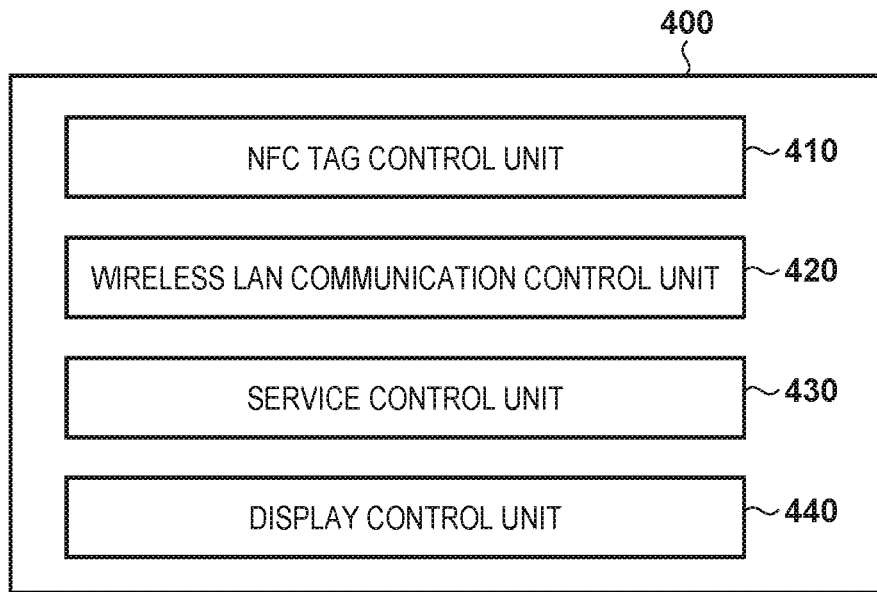 400
NFC TAG CONTROL UNIT 410
WIRELESS LAN COMMUNICATION CONTROL UNIT 420
SERVICE CONTROL UNIT 430
DISPLAY CONTROL UNIT 440